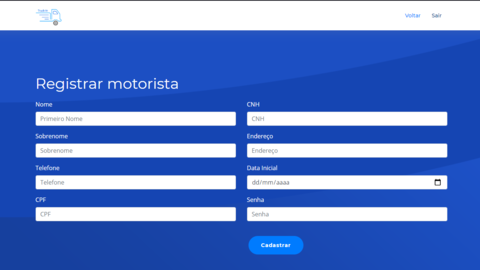 Voltar Sair
Registrar motorista
Nome
Primeiro Nome
Sobrenome
Sobrenome
Telefone
Telefone
CPF
CPF
CNH
CNH
Endereço
Endereço
Data Inicial
dd/mm/aaaa
Senha
Senha
Cadastrar